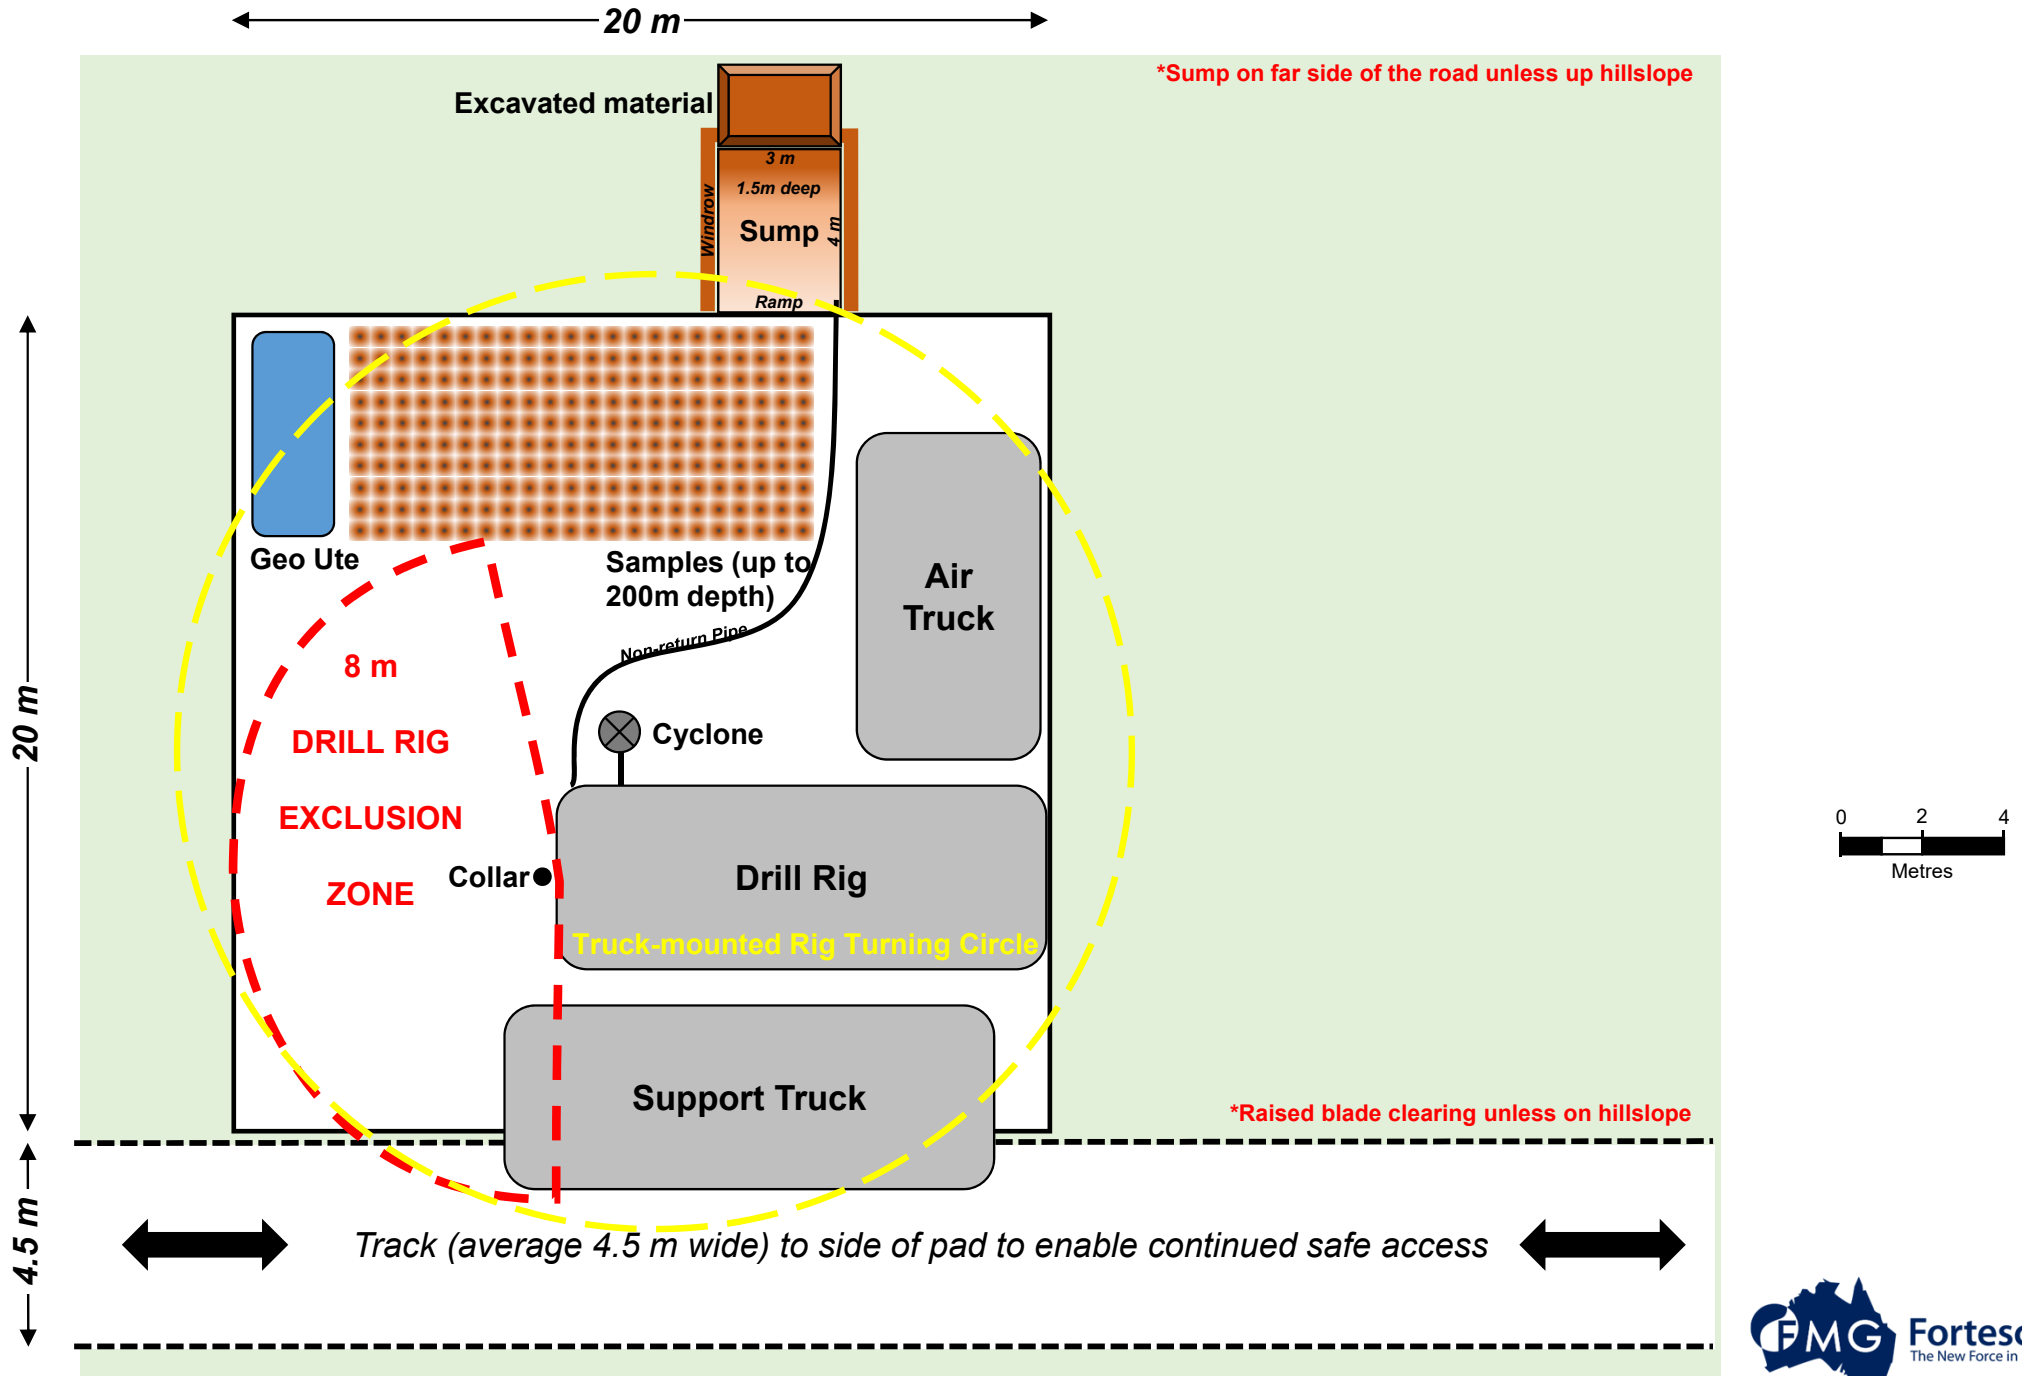 20 m
*Sump on far side of the road unless up hillslope
Excavated material
3 m
1.5m deep
Windrow
Sump
4 m
Ramp
Geo Ute
Samples (up to
200m depth)
Air
Truck
Non-return Pipe
8 m
DRILL RIG
EXCLUSION
ZONE
20 m
Cyclone
Collar
Drill Rig
Truck-mounted Rig Turning Circle
0 2 4
Metres
Support Truck
*Raised blade clearing unless on hillslope
4.5 m
Track (average 4.5 m wide) to side of pad to enable continued safe access
FMG
Fortesc
The New Force in